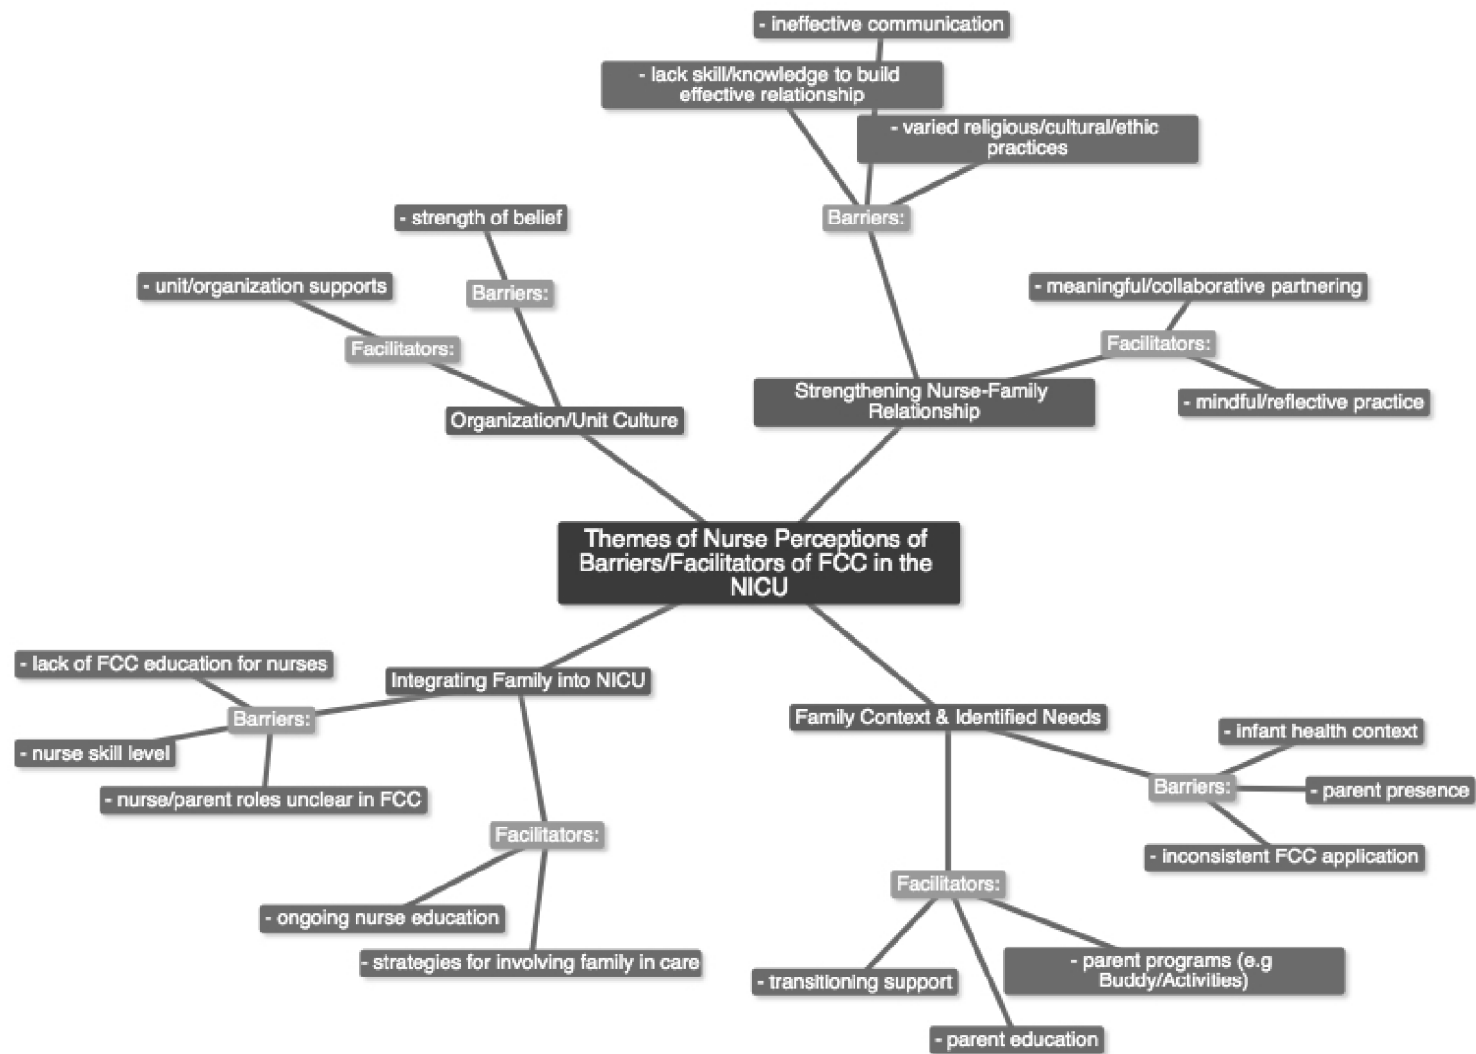 - ineffective communication
- lack skill/knowledge to build
effective relationship
- varied religious/cultural/ethic
practices
Barriers:
- strength of belief
Barriers:
- unit/organization supports
Facilitators:
Organization/Unit Culture
- meaningful/collaborative partnering
Facilitators:
- mindful/reflective practice
Strengthening Nurse-Family
Relationship
Themes of Nurse Perceptions of
Barriers/Facilitators of FCC in the
NICU
- lack of FCC education for nurses
Integrating Family into NICU
Barriers:
- nurse skill level
- nurse/parent roles unclear in FCC
Facilitators:
- ongoing nurse education
- strategies for involving family in care
Family Context & Identified Needs
- infant health context
Barriers:
- parent presence
- inconsistent FCC application
Facilitators:
- transitioning support
- parent programs (e.g
Buddy/Activities)
- parent education